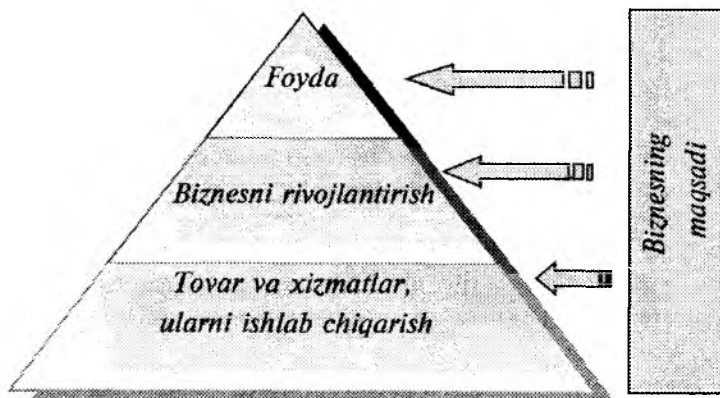 Foyda
Biznesni rivojlantirish
Tovar va xizmatlar,
ularni ishlab chiqarish
Biznesning
maqsadi